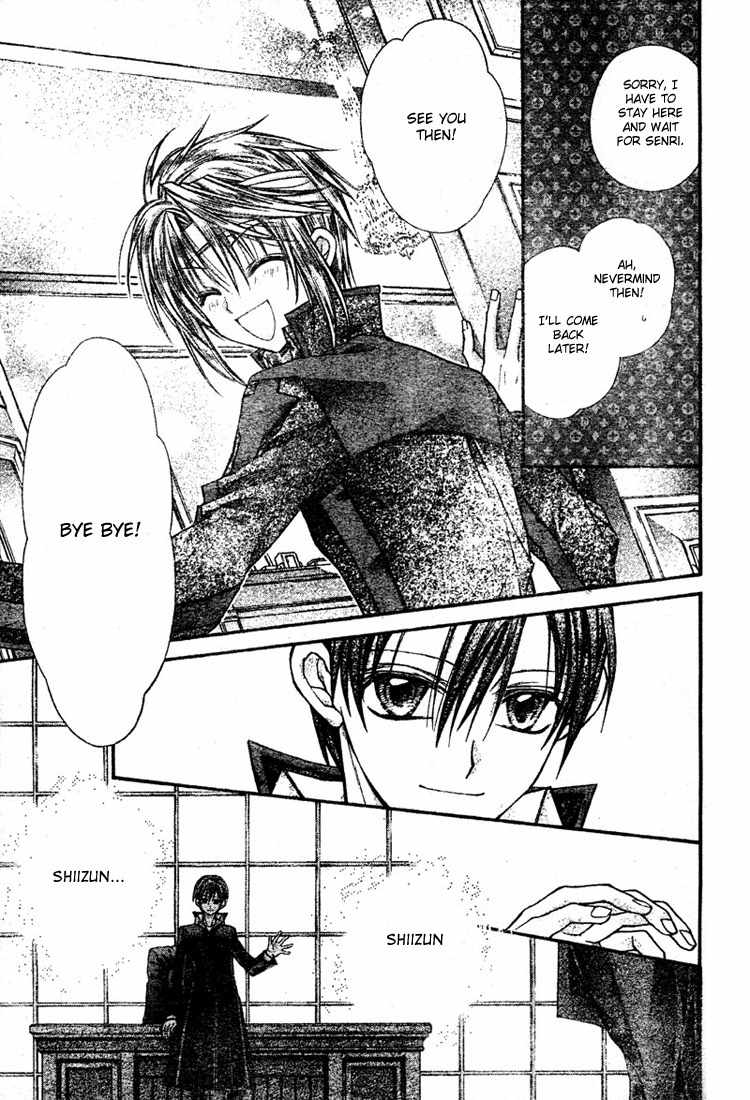 SORRY, I
HAVE TO
STAY HERE
AND WAIT
FOR SENRI.
AH,
NEVERMIND
THEN!
I'LL COME
BACK
LATER!
SEE YOU
THEN!
BYE BYE!
SHIIZUN
SHIIZUN...